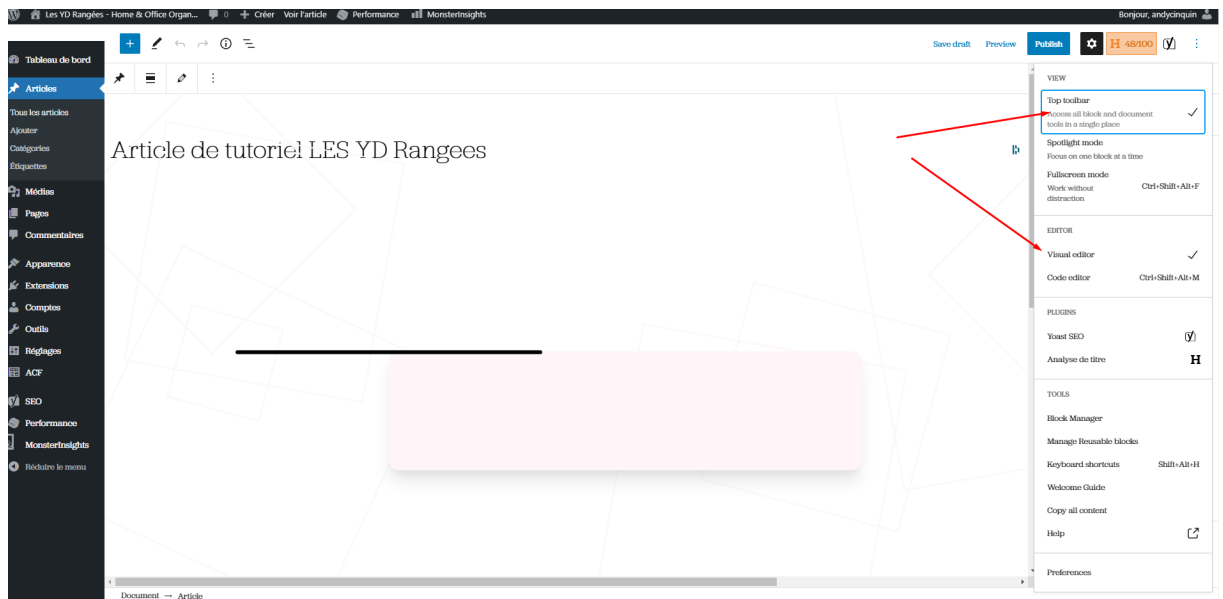 Les YD Rangées - Home & Office Organ... 0 + Créer Voir l'article Performance MonsterInsights Bonjour, andycinquin
Save draft Preview Publish H 48/100
Tableau de bord
Articles
Tous les articles
Ajouter
Catégories
Étiquettes
Médias
Pages
Commentaires
Apparence
Extensions
Comptes
Outils
Réglages
ACF
SEO
Performance
MonsterInsights
Réduire le menu
Article de tutoriel LES YD Rangees
VIEW
Top toolbar
Access all block and document
tools in a single place
Spotlight mode
Focus on one block at a time
Fullscreen mode
Work without Ctrl+Shift+Alt+F
distraction
EDITOR
Visual editor
Code editor Ctrl+Shift+Alt+M
PLUGINS
Yoast SEO
Analyse de titre H
TOOLS
Block Manager
Manage Reusable blocks
Keyboard shortcuts Shift+Alt+H
Welcome Guide
Copy all content
Help
Preferences
Document → Article